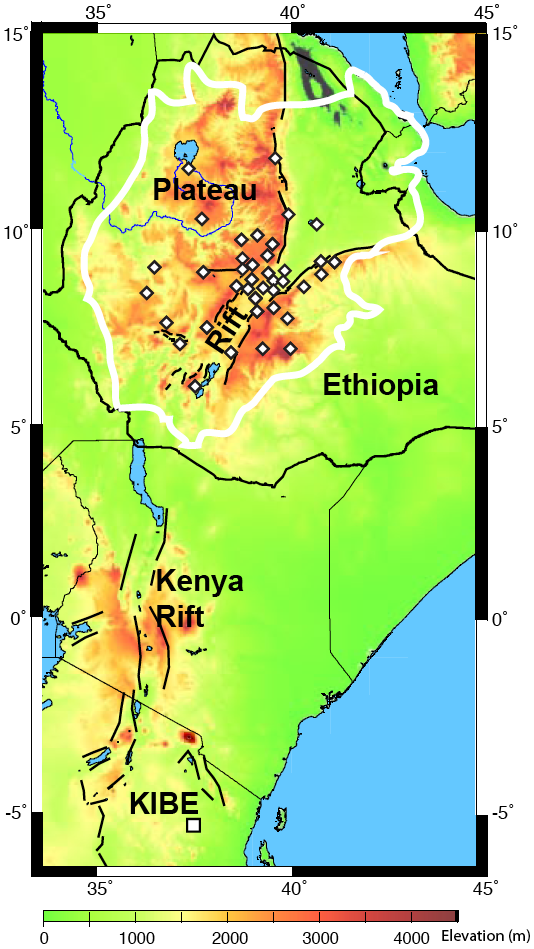 35° 40° 45°
15° 15°
Plateau
10° 10°
Rift
Ethiopia
5° 5°
Kenya
Rift
0° 0°
KIBE
-5° -5°
35° 40° 45°
0 1000 2000 3000 4000 Elevation (m)